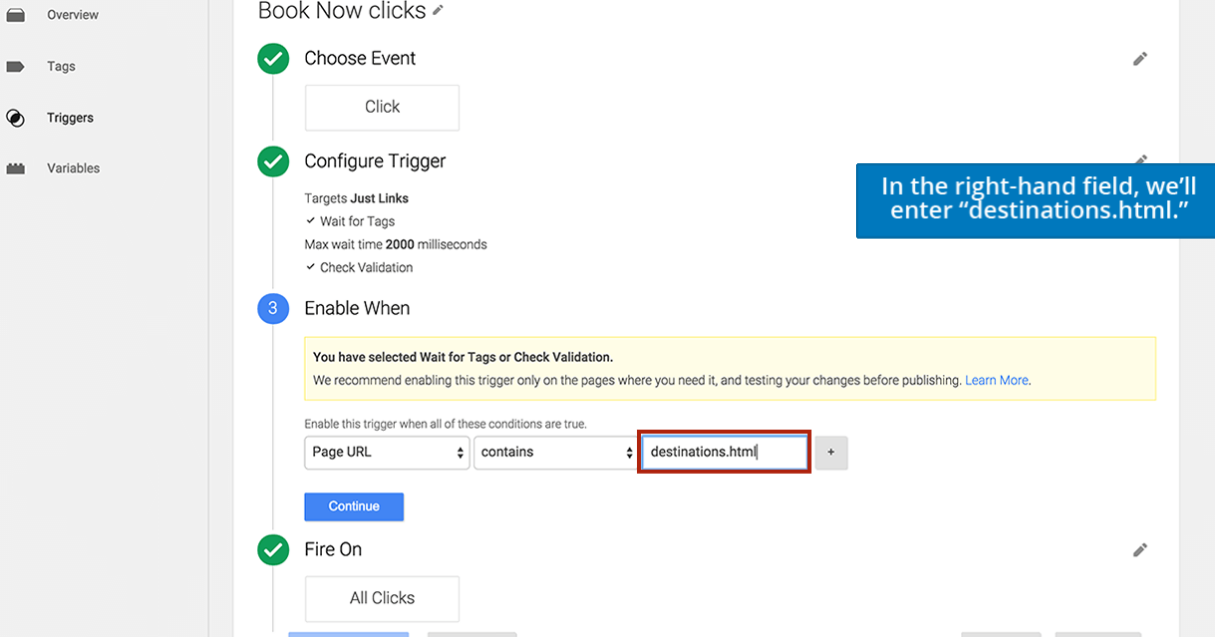 Overview
Tags
Triggers
Variables
Book Now clicks
Choose Event
Click
Configure Trigger
Targets Just Links
Wait for Tags
Max wait time 2000 milliseconds
Check Validation
In the right-hand field, we’ll
enter “destinations.html.”
3 Enable When
You have selected Wait for Tags or Check Validation.
We recommend enabling this trigger only on the pages where you need it, and testing your changes before publishing. Learn More.
Enable this trigger when all of these conditions are true.
Page URL contains destinations.html +
Continue
Fire On
All Clicks